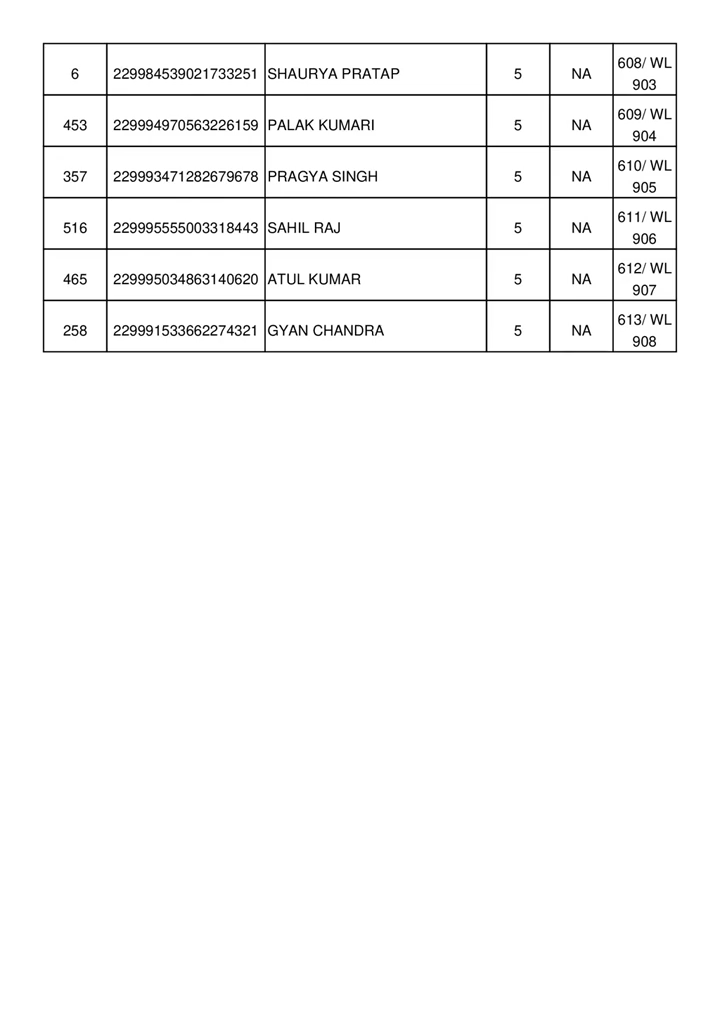 6 229984539021733251 SHAURYA PRATAP 5 NA 608/ WL 903
453 229994970563226159 PALAK KUMARI 5 NA 609/ WL 904
357 229993471282679678 PRAGYA SINGH 5 NA 610/ WL 905
516 229995555003318443 SAHIL RAJ 5 NA 611/ WL 906
465 229995034863140620 ATUL KUMAR 5 NA 612/ WL 907
258 229991533662274321 GYAN CHANDRA 5 NA 613/ WL 908